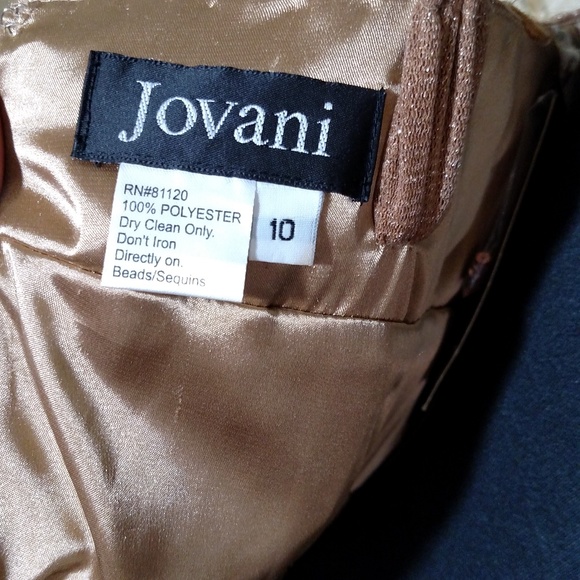 Jovani
RN#81120
100% POLYESTER
Dry Clean Only.
Don't Iron
Directly on.
Beads/Sequins
10